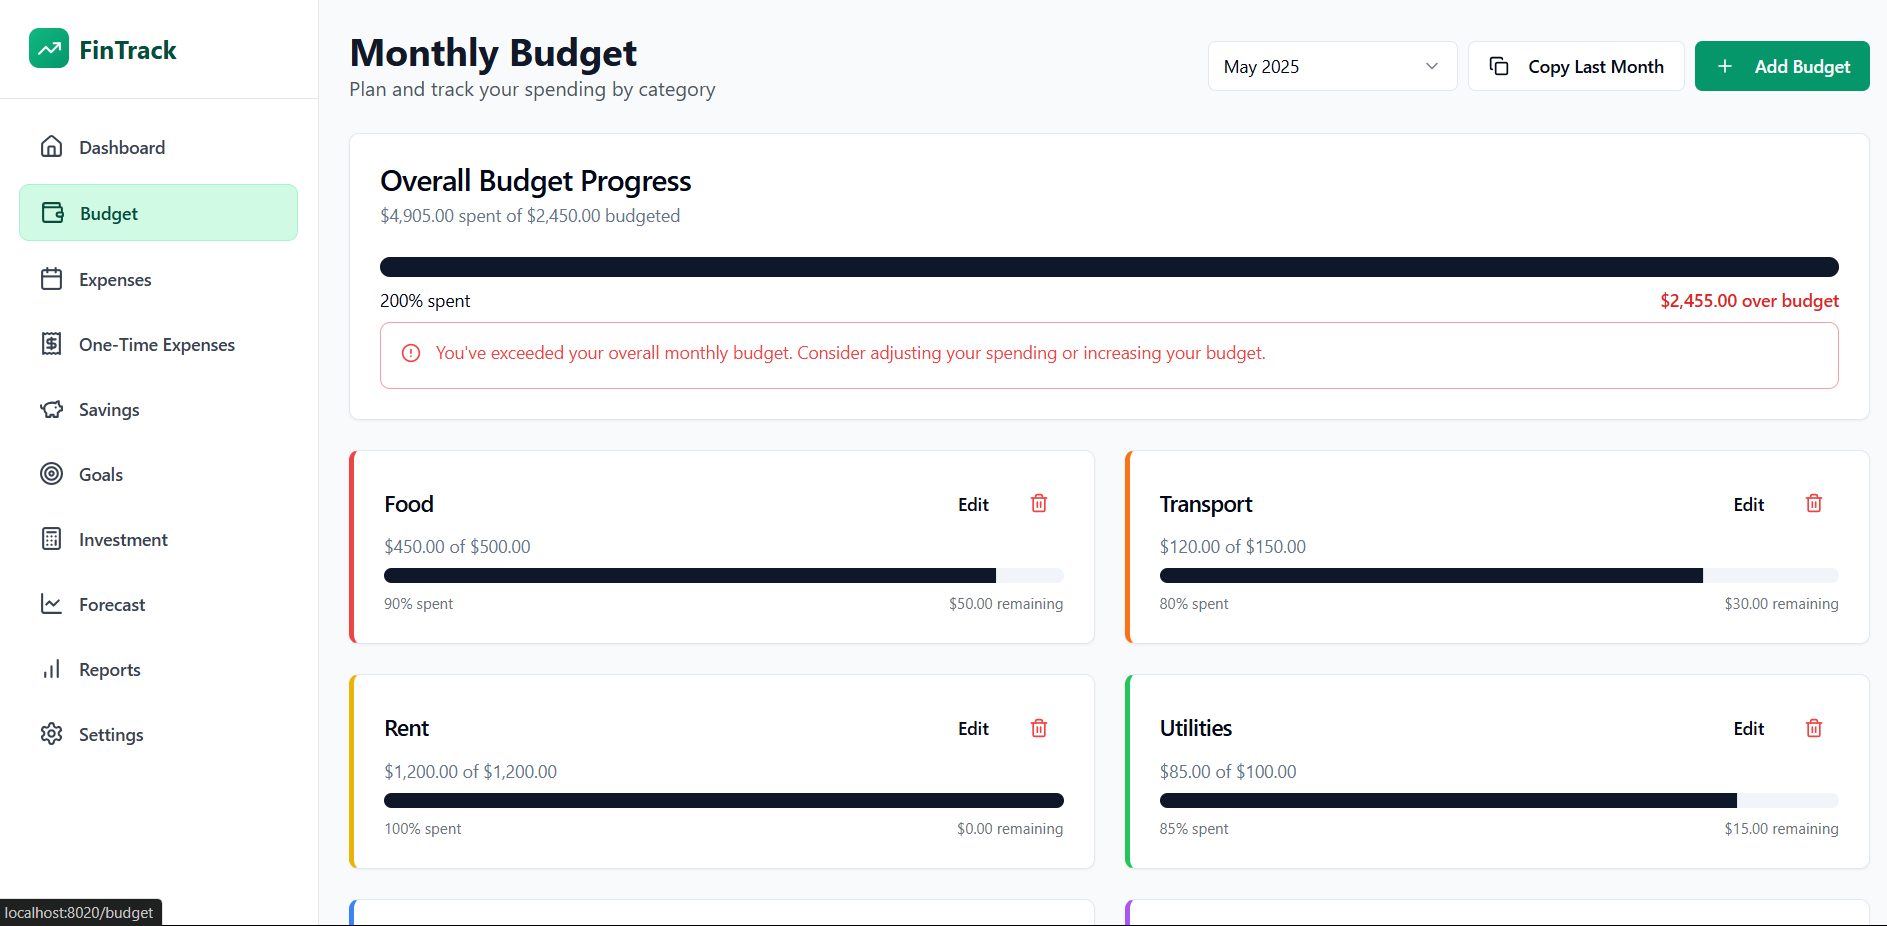 FinTrack
Dashboard
Budget
Expenses
One-Time Expenses
Savings
Goals
Investment
Forecast
Reports
Settings
Monthly Budget
Plan and track your spending by category
May 2025
Copy Last Month
Add Budget
Overall Budget Progress
$4,905.00 spent of $2,450.00 budgeted
200% spent
$2,455.00 over budget
You've exceeded your overall monthly budget. Consider adjusting your spending or increasing your budget.
Food
Edit
$450.00 of $500.00
90% spent
$50.00 remaining
Transport
Edit
$120.00 of $150.00
80% spent
$30.00 remaining
Rent
Edit
$1,200.00 of $1,200.00
100% spent
$0.00 remaining
Utilities
Edit
$85.00 of $100.00
85% spent
$15.00 remaining
localhost:8020/budget